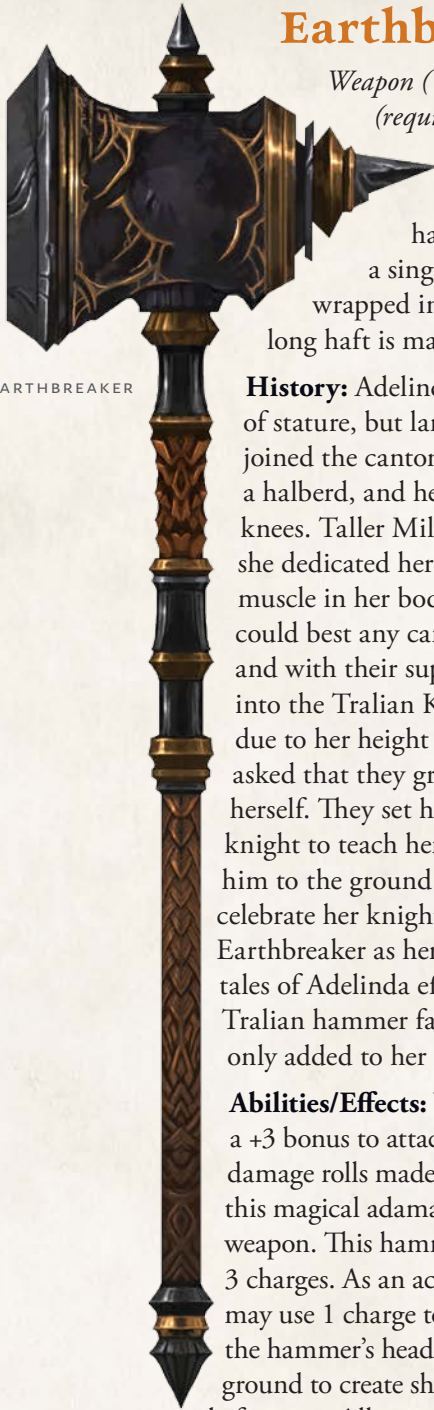 Earthb
Weapon (
(requi
ha
a sing
wrapped in
long haft is ma
ARTHBREAKER
History: Adelind
of stature, but lar
joined the canton
a halberd, and he
knees. Taller Mil
she dedicated her
muscle in her bod
could best any can
and with their sup
into the Tralian K
due to her height
asked that they gr
herself. They set h
knight to teach her
him to the ground
celebrate her knigh
Earthbreaker as her
tales of Adelinda ef
Tralian hammer fa
only added to her
Abilities/Effects:
a +3 bonus to attac
damage rolls made
this magical adama
weapon. This hamm
3 charges. As an ac
may use 1 charge to
the hammer's head
ground to create sh